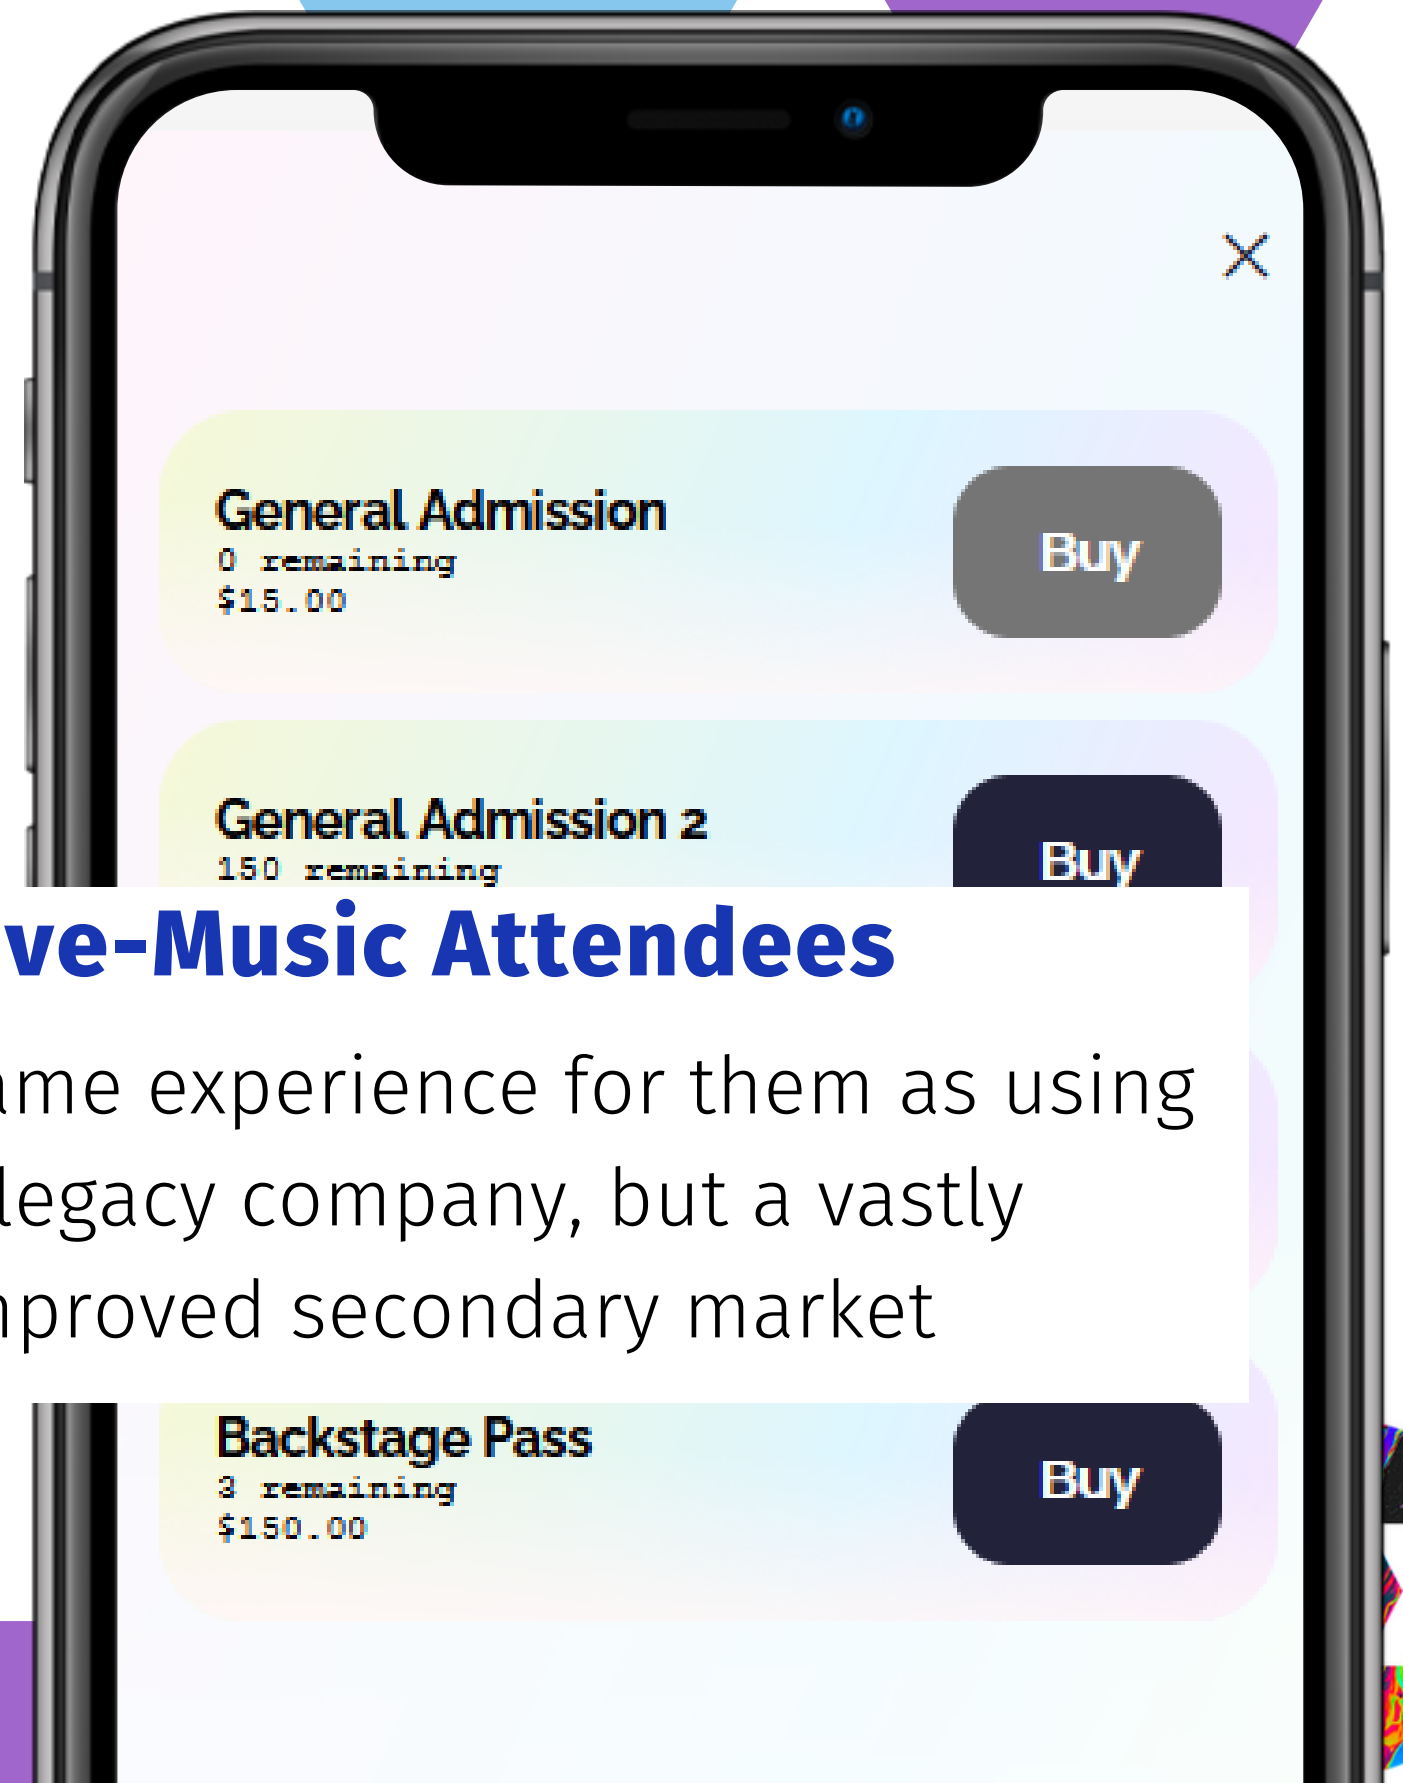 General Admission
0 remaining
$15.00
Buy
General Admission 2
150 remaining
Buy
ve-Music Attendees
ame experience for them as using
legacy company, but a vastly
mproved secondary market
Backstage Pass
3 remaining
$150.00
Buy